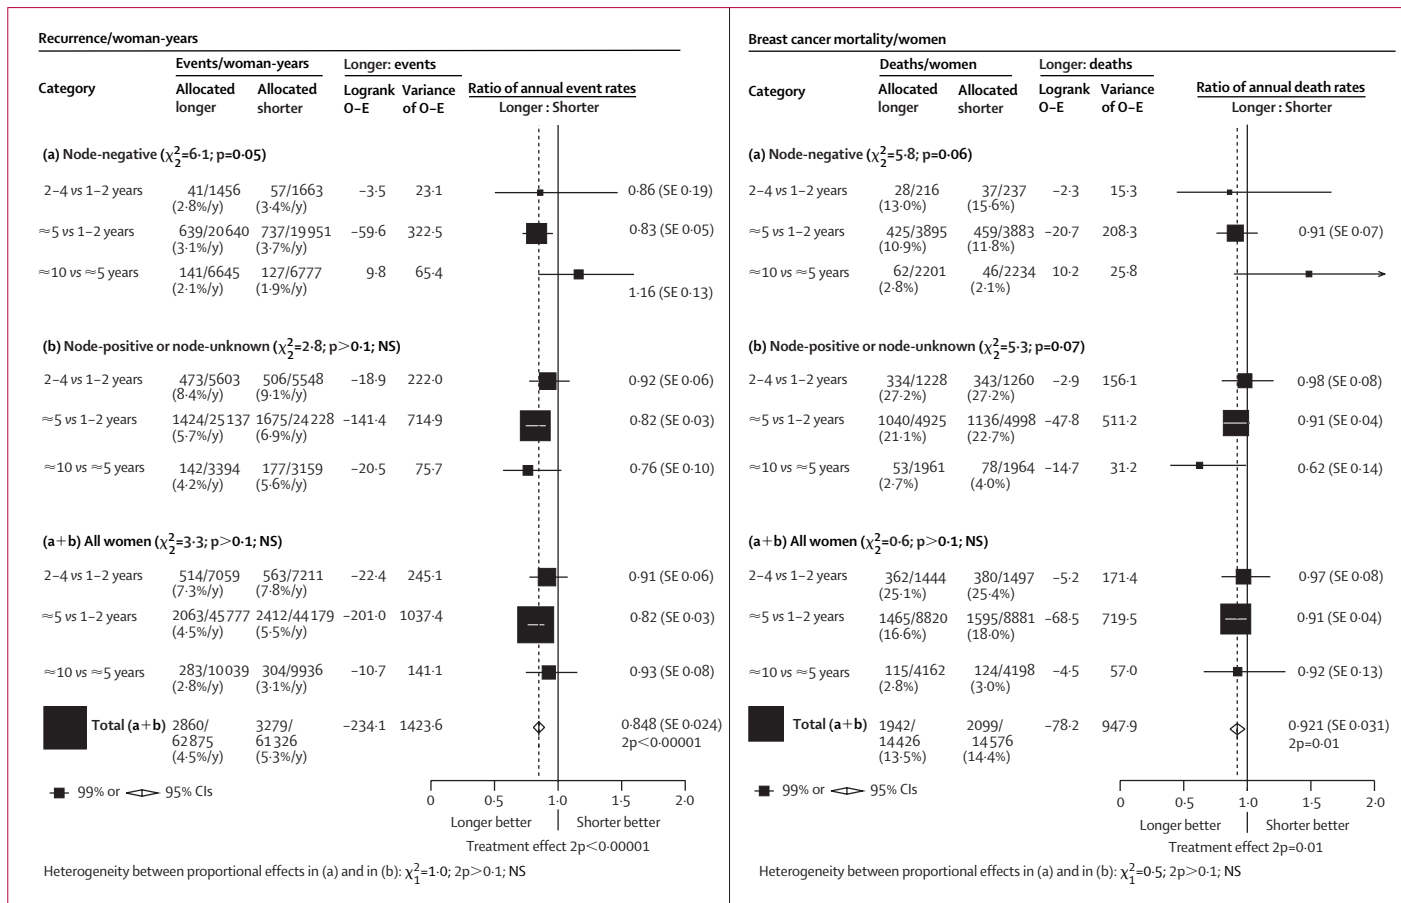 Recurrence/woman-years
Events/woman-years Longer: events
Category Allocated longer Allocated shorter Logrank O–E Variance of O–E Ratio of annual event rates
Longer : Shorter
(a) Node-negative (χ²₂=6·1; p=0·05)
2–4 vs 1–2 years 41/1456 57/1663 –3·5 23·1 0·86 (SE 0·19)
(2·8%/y) (3·4%/y)
≈5 vs 1–2 years 639/20 640 737/19 951 –59·6 322·5 0·83 (SE 0·05)
(3·1%/y) (3·7%/y)
≈10 vs ≈5 years 141/6645 127/6777 9·8 65·4
(2·1%/y) (1·9%/y) 1·16 (SE 0·13)
(b) Node-positive or node-unknown (χ²₂=2·8; p>0·1; NS)
2–4 vs 1–2 years 473/5603 506/5548 –18·9 222·0 0·92 (SE 0·06)
(8·4%/y) (9·1%/y)
≈5 vs 1–2 years 1424/25 137 1675/24 228 –141·4 714·9 0·82 (SE 0·03)
(5·7%/y) (6·9%/y)
≈10 vs ≈5 years 142/3394 177/3159 –20·5 75·7 0·76 (SE 0·10)
(4·2%/y) (5·6%/y)
(a+b) All women (χ²₂=3·3; p>0·1; NS)
2–4 vs 1–2 years 514/7059 563/7211 –22·4 245·1 0·91 (SE 0·06)
(7·3%/y) (7·8%/y)
≈5 vs 1–2 years 2063/45 777 2412/44 179 –201·0 1037·4 0·82 (SE 0·03)
(4·5%/y) (5·5%/y)
≈10 vs ≈5 years 283/10 039 304/9936 –10·7 141·1 0·93 (SE 0·08)
(2·8%/y) (3·1%/y)
Total (a+b) 2860/ 3279/ –234·1 1423·6 0·848 (SE 0·024)
62 875 61 326 2p<0·00001
(4·5%/y) (5·3%/y)
99% or 95% CIs
0 0·5 1·0 1·5 2·0
Longer better Shorter better
Treatment effect 2p<0·00001
Heterogeneity between proportional effects in (a) and in (b): χ²₁=1·0; 2p>0·1; NS
Breast cancer mortality/women
Deaths/women Longer: deaths
Category Allocated longer Allocated shorter Logrank O–E Variance of O–E Ratio of annual death rates
Longer : Shorter
(a) Node-negative (χ²₂=5·8; p=0·06)
2–4 vs 1–2 years 28/216 37/237 –2·3 15·3
(13·0%) (15·6%)
≈5 vs 1–2 years 425/3895 459/3883 –20·7 208·3 0·91 (SE 0·07)
(10·9%) (11·8%)
≈10 vs ≈5 years 62/2201 46/2234 10·2 25·8
(2·8%) (2·1%)
(b) Node-positive or node-unknown (χ²₂=5·3; p=0·07)
2–4 vs 1–2 years 334/1228 343/1260 –2·9 156·1 0·98 (SE 0·08)
(27·2%) (27·2%)
≈5 vs 1–2 years 1040/4925 1136/4998 –47·8 511·2 0·91 (SE 0·04)
(21·1%) (22·7%)
≈10 vs ≈5 years 53/1961 78/1964 –14·7 31·2 0·62 (SE 0·14)
(2·7%) (4·0%)
(a+b) All women (χ²₂=0·6; p>0·1; NS)
2–4 vs 1–2 years 362/1444 380/1497 –5·2 171·4 0·97 (SE 0·08)
(25·1%) (25·4%)
≈5 vs 1–2 years 1465/8820 1595/8881 –68·5 719·5 0·91 (SE 0·04)
(16·6%) (18·0%)
≈10 vs ≈5 years 115/4162 124/4198 –4·5 57·0 0·92 (SE 0·13)
(2·8%) (3·0%)
Total (a+b) 1942/ 2099/ –78·2 947·9 0·921 (SE 0·031)
14 426 14 576 2p=0·01
(13·5%) (14·4%)
99% or 95% CIs
0 0·5 1·0 1·5 2·0
Longer better Shorter better
Treatment effect 2p=0·01
Heterogeneity between proportional effects in (a) and in (b): χ²₁=0·5; 2p>0·1; NS